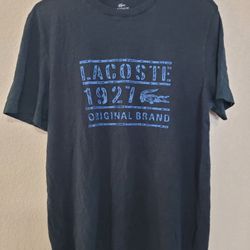 LACOSTE
1927
ORIGINAL BRAND